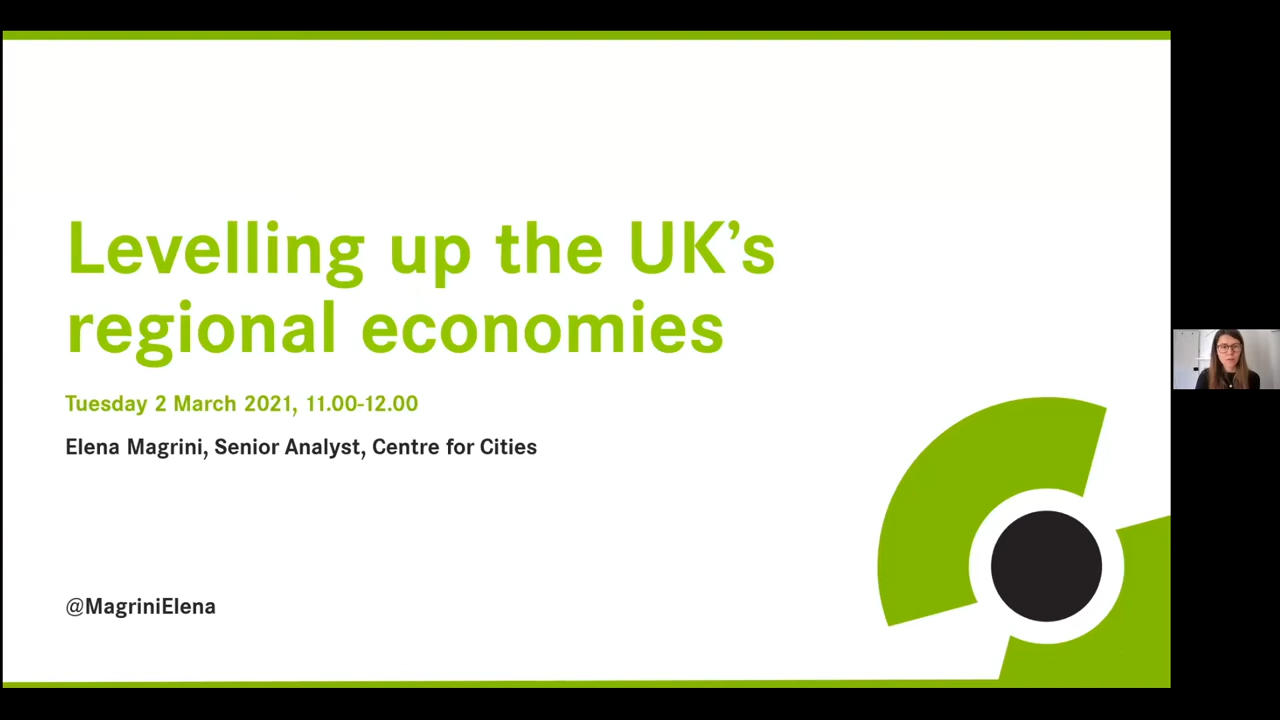 Levelling up the UK’s
regional economies
Tuesday 2 March 2021, 11.00-12.00
Elena Magrini, Senior Analyst, Centre for Cities
@MagriniElena